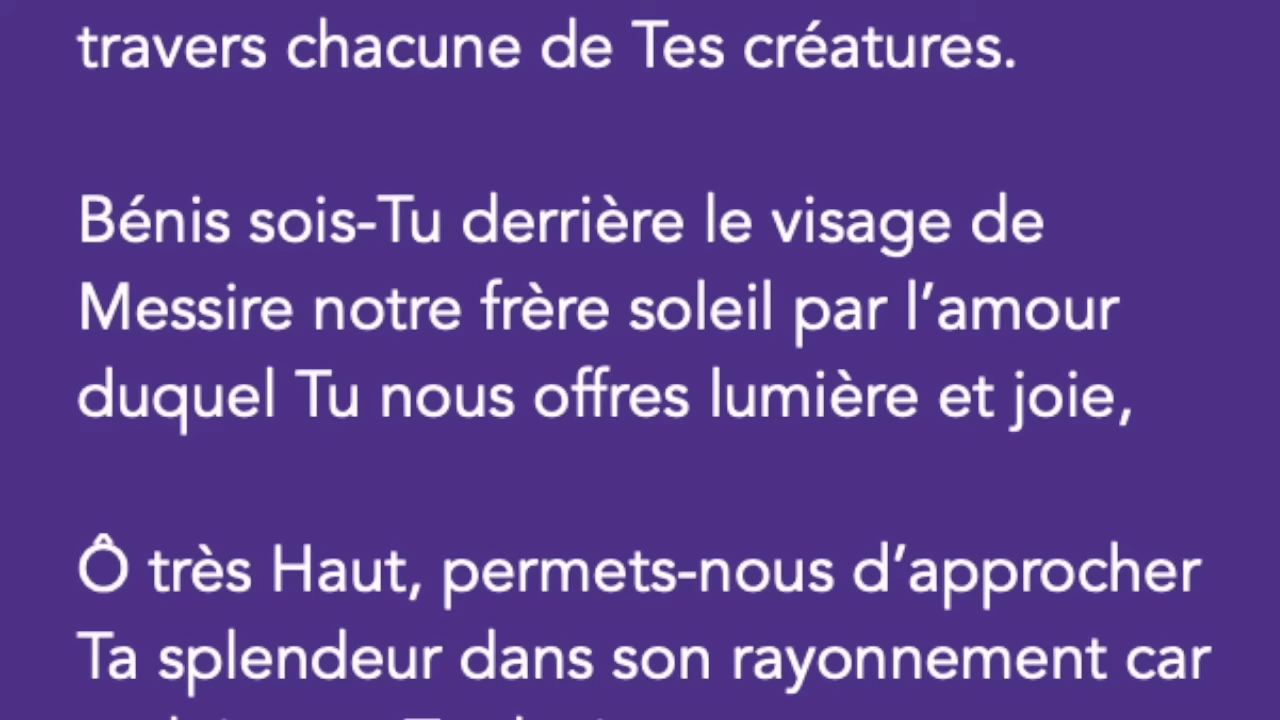 travers chacune de Tes créatures.
Bénis sois-Tu derrière le visage de
Messire notre frère soleil par l’amour
duquel Tu nous offres lumière et joie,
Ô très Haut, permets-nous d’approcher
Ta splendeur dans son rayonnement car